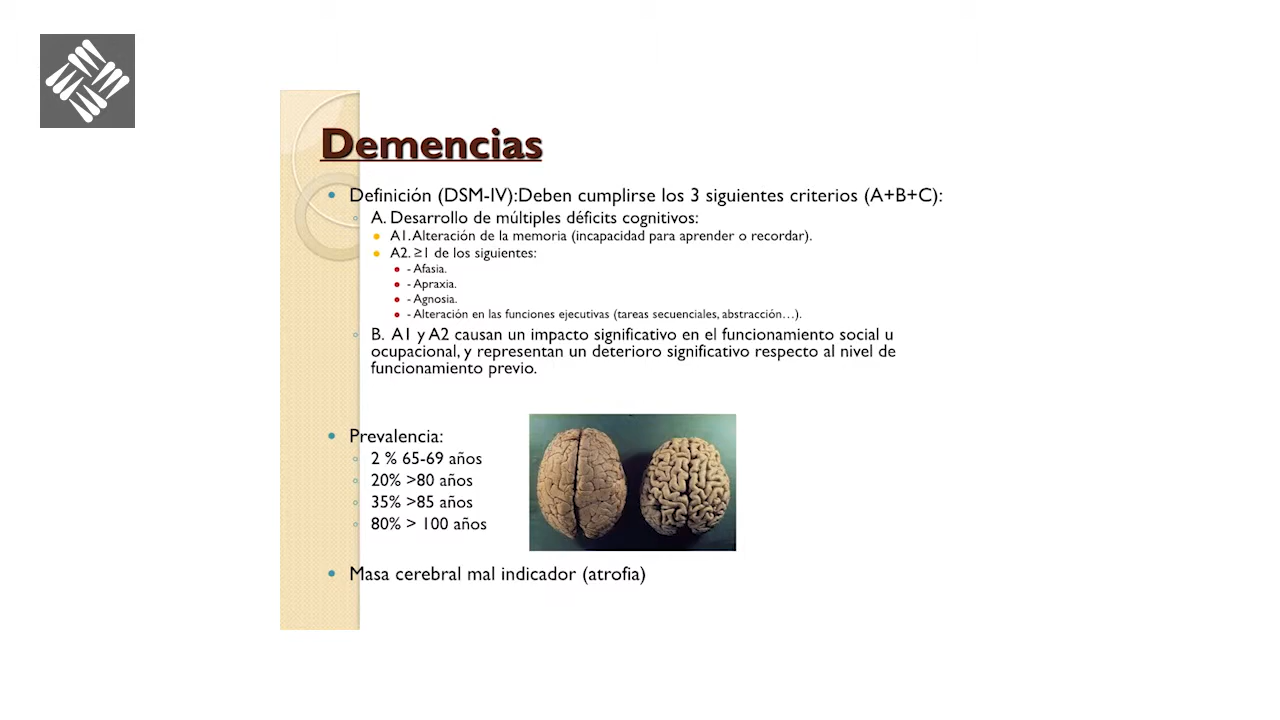 Demencias
Definición (DSM-IV):Deben cumplirse los 3 siguientes criterios (A+B+C):
A. Desarrollo de múltiples déficits cognitivos:
A1. Alteración de la memoria (incapacidad para aprender o recordar).
A2. ≥1 de los siguientes:
- Afasia.
- Apraxia.
- Agnosia.
- Alteración en las funciones ejecutivas (tareas secuenciales, abstracción…).
B. A1 y A2 causan un impacto significativo en el funcionamiento social u
ocupacional, y representan un deterioro significativo respecto al nivel de
funcionamiento previo.
Prevalencia:
2 % 65-69 años
20% >80 años
35% >85 años
80% > 100 años
Masa cerebral mal indicador (atrofia)